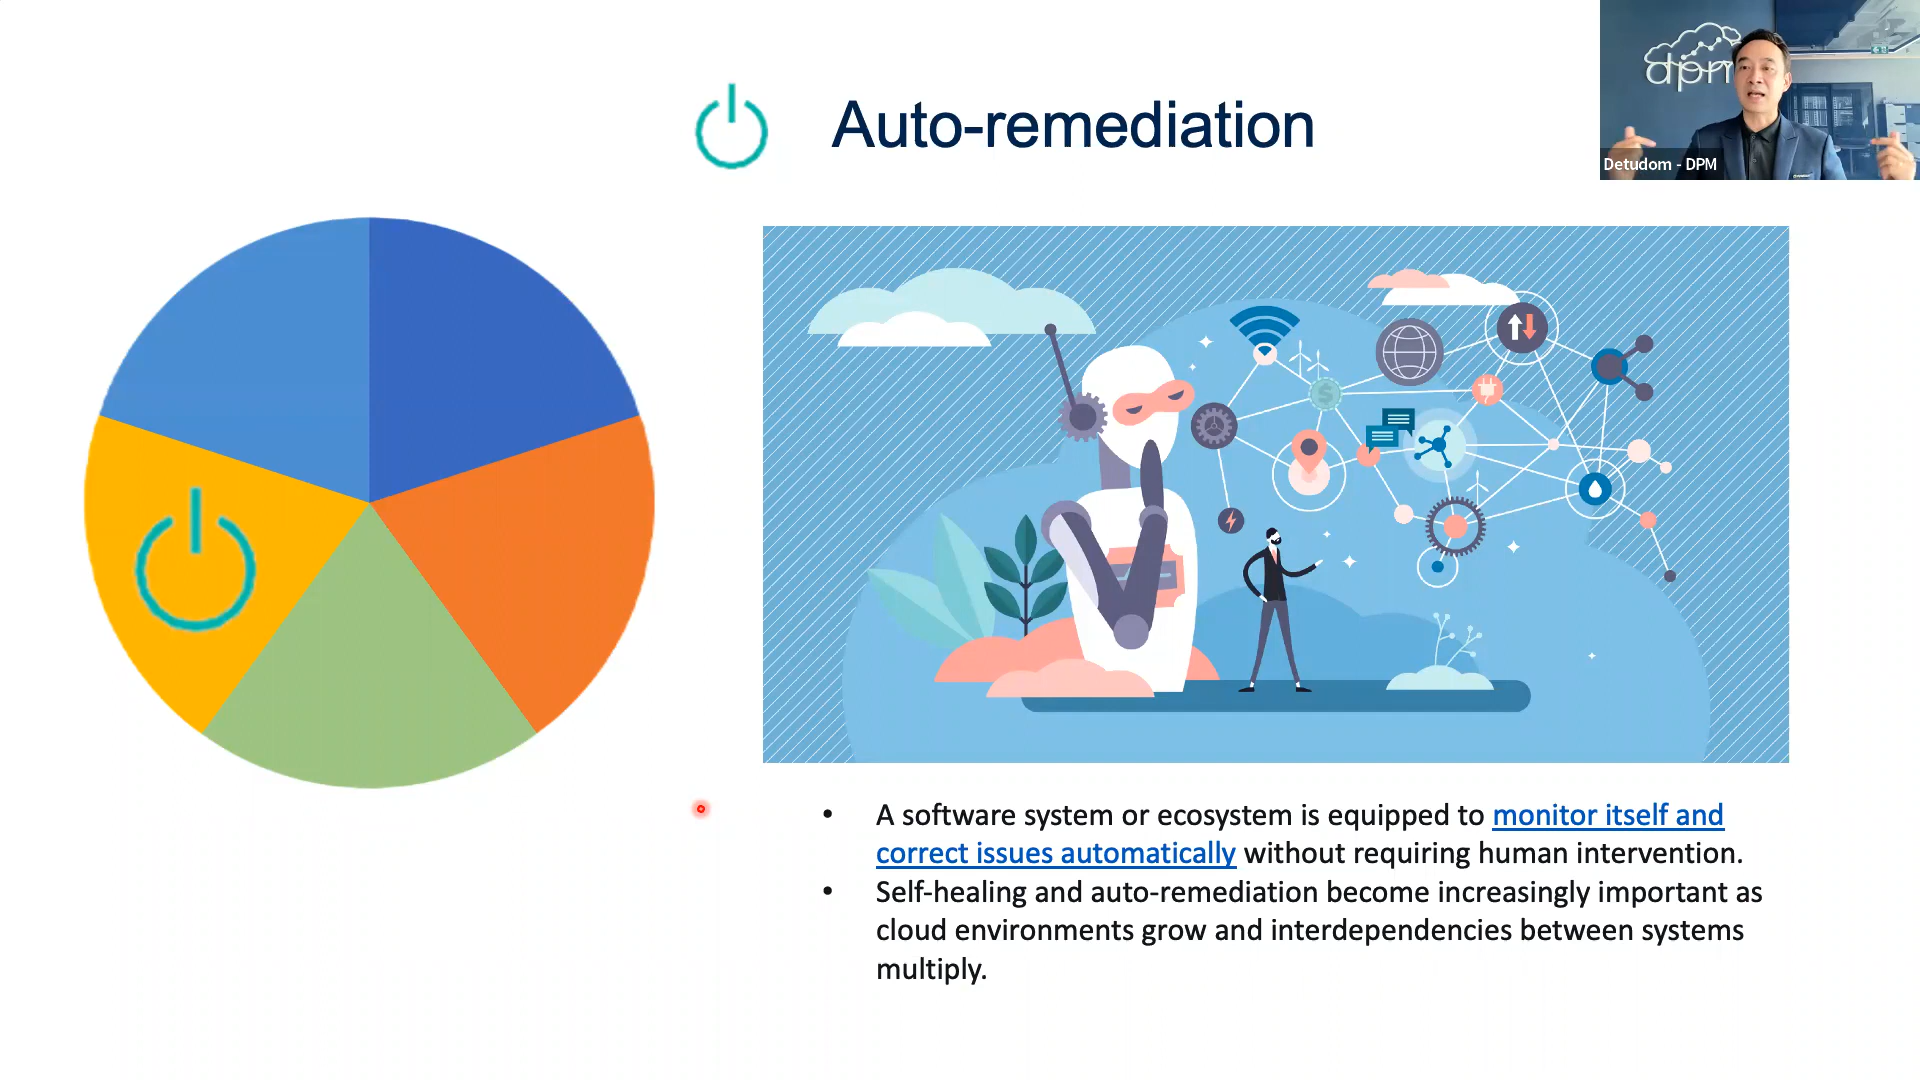 Auto-remediation
dpm
Detudom - DPM
$
• A software system or ecosystem is equipped to monitor itself and
correct issues automatically without requiring human intervention.
• Self-healing and auto-remediation become increasingly important as
cloud environments grow and interdependencies between systems
multiply.